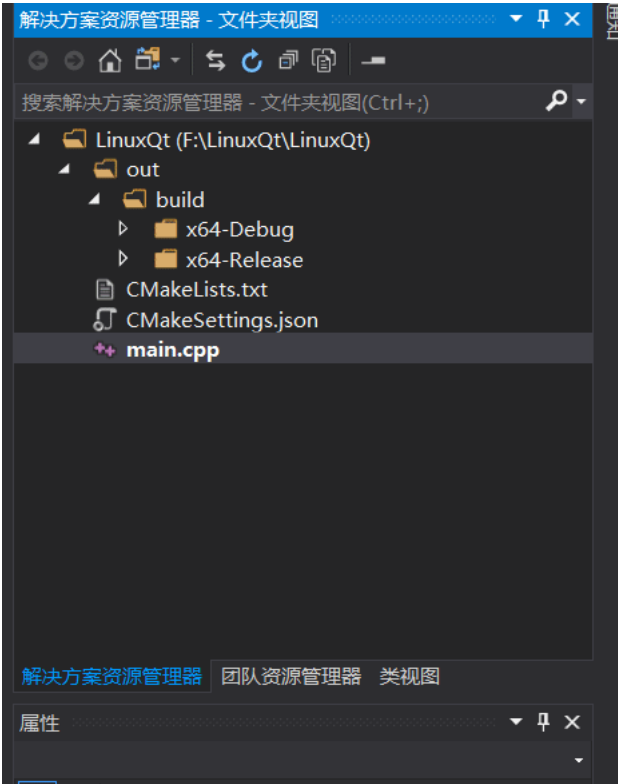 解决方案资源管理器 - 文件夹视图
搜索解决方案资源管理器 - 文件夹视图(Ctrl+;)
LinuxQt (F:\LinuxQt\LinuxQt)
out
build
x64-Debug
x64-Release
CMakeLists.txt
CMakeSettings.json
main.cpp
解决方案资源管理器 团队资源管理器 类视图
属性